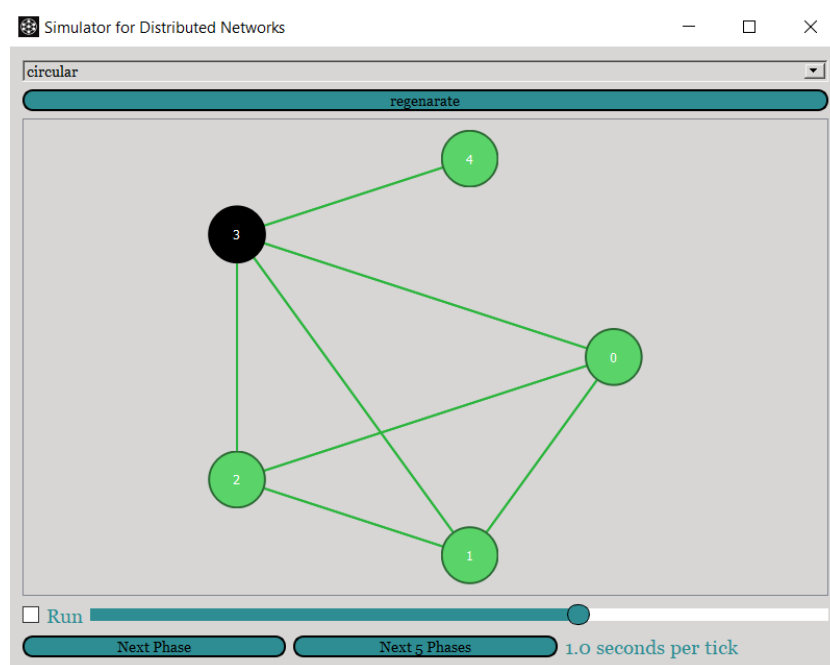 Simulator for Distributed Networks
circular
regenarate
4
3
0
2
1
Run
Next Phase Next 5 Phases 1.0 seconds per tick